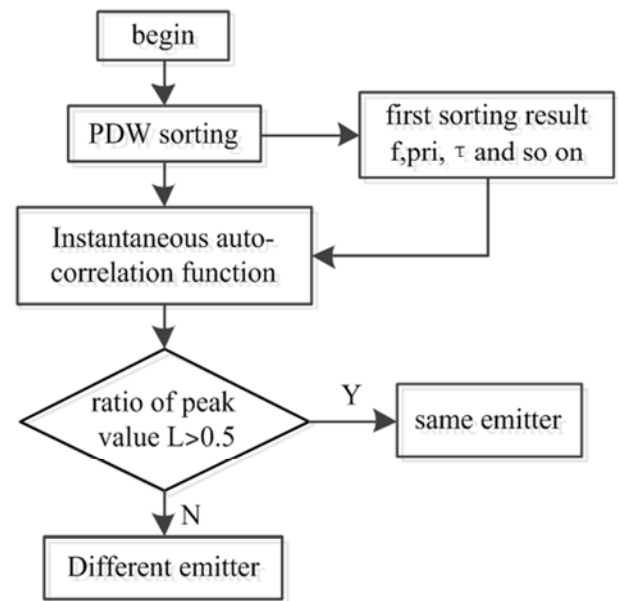 begin
PDW sorting
first sorting result
f,pri, τ and so on
Instantaneous auto-
correlation function
ratio of peak
value L>0.5
Y
same emitter
N
Different emitter